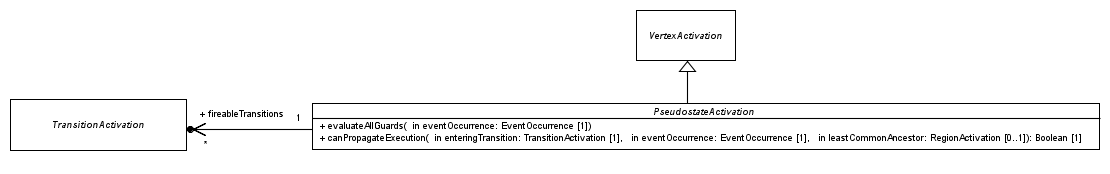 VertexActivation
TransitionActivation
+ fireableTransitions
1
*
PseudostateActivation
+ evaluateAllGuards( in eventOccurrence: EventOccurrence [1])
+ canPropagateExecution( in enteringTransition: TransitionActivation [1], in eventOccurrence: EventOccurrence [1], in leastCommonAncestor: RegionActivation [0..1]): Boolean [1]